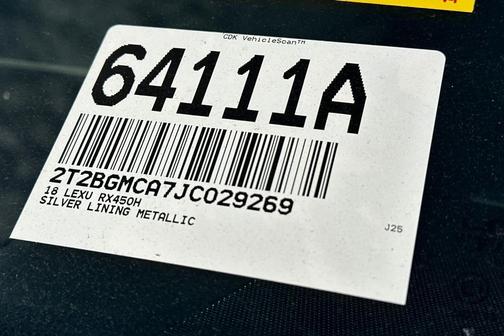 CDK VehicleScan™
64111A
2T2BGMCA7JC029269
18 LEXU RX450H
SILVER LINING METALLIC
J25